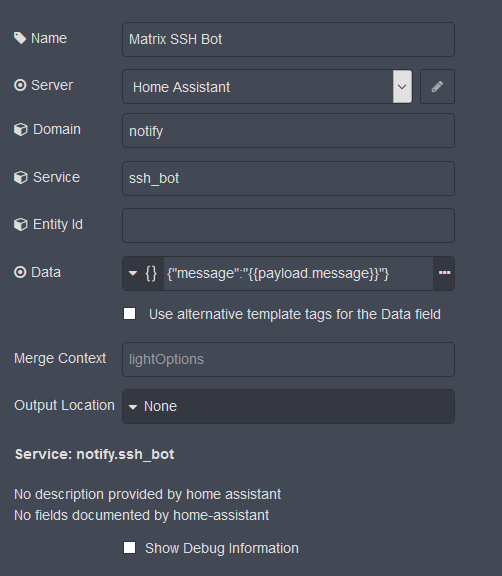 Name Matrix SSH Bot
Server Home Assistant
Domain notify
Service ssh_bot
Entity Id
Data {} {"message":"{{payload.message}}"} ...
Use alternative template tags for the Data field
Merge Context lightOptions
Output Location None
Service: notify.ssh_bot
No description provided by home assistant
No fields documented by home-assistant
Show Debug Information